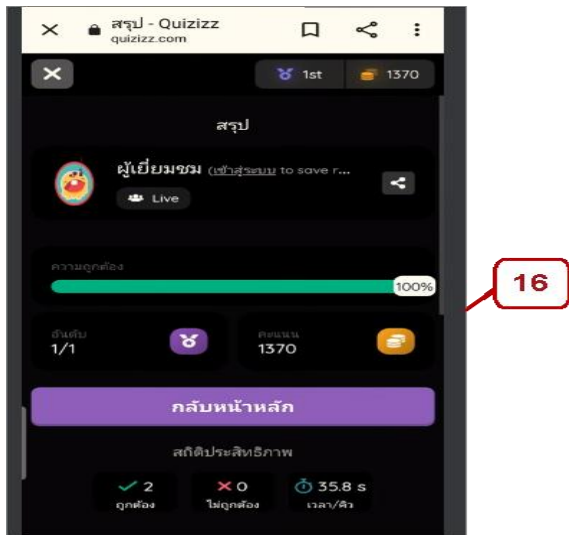 สรุป - Quizizz
quizizz.com
1st
1370
สรุป
ผู้เยี่ยมชม (เข้าสู่ระบบ to save r...
Live
ความถูกต้อง
100%
16
อันดับ
1/1
คะแนน
1370
กลับหน้าหลัก
สถิติประสิทธิภาพ
2
ถูกต้อง
0
ไม่ถูกต้อง
35.8 s
เวลา/คิว